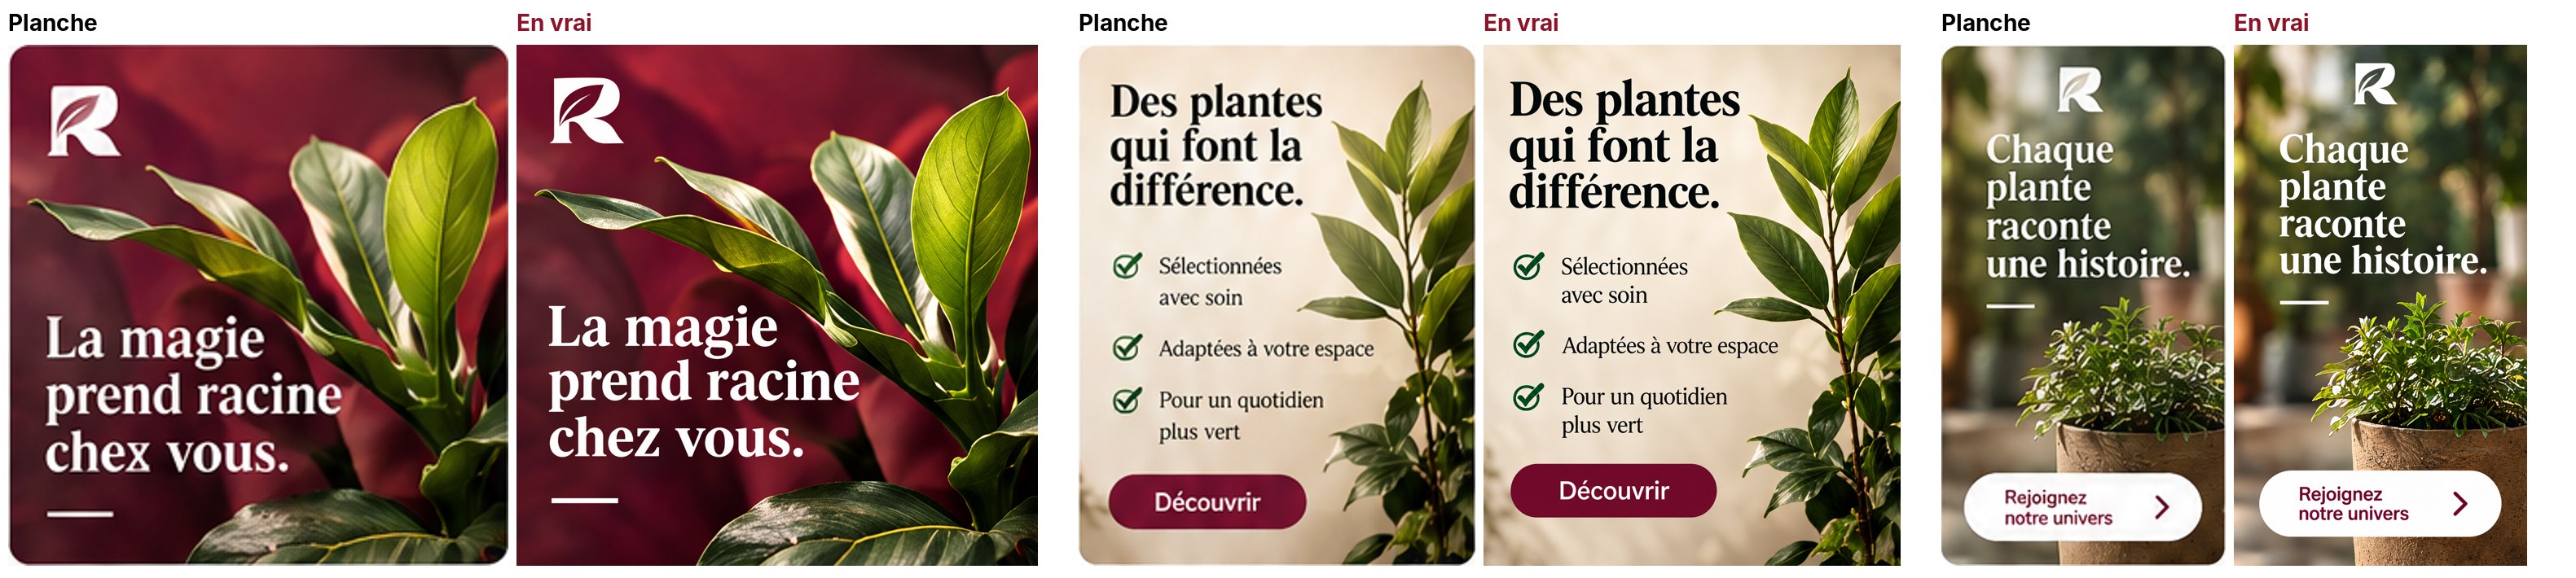 Planche
En vrai
R
La magie
prend racine
chex vous.
R
La magie
prend racine
chez vous.
Planche
En vrai
Des plantes
qui font la
différence.
Sélectionnées
avec soin
Adaptées à votre espace
Pour un quotidien
plus vert
Découvrir
Des plantes
qui font la
différence.
Sélectionnées
avec soin
Adaptées à votre espace
Pour un quotidien
plus vert
Découvrir
Planche
En vrai
R
Chaque
plante
raconte
une histoire.
Rejoignez
notre univers
R
Chaque
plante
raconte
une histoire.
Rejoignez
notre univers